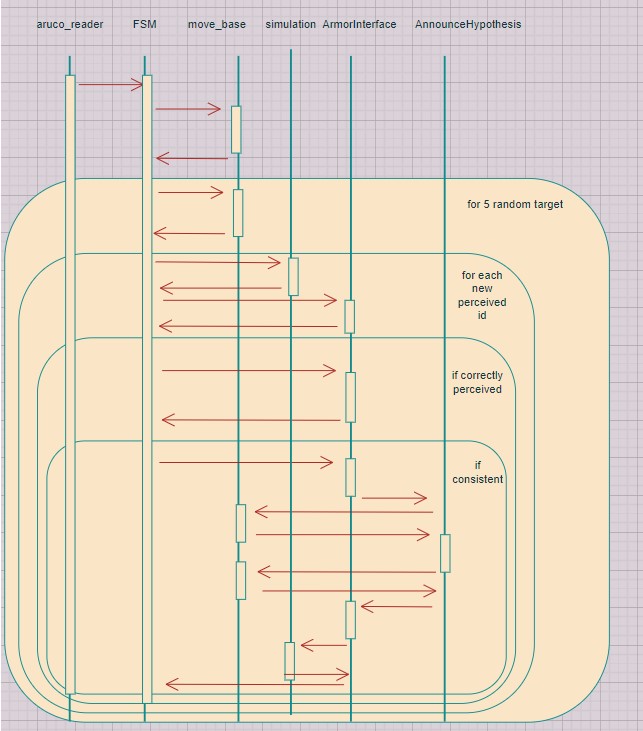 aruco_reader FSM move_base simulation ArmorInterface AnnounceHypothesis
for 5 random target
for each
new
perceived
id
if correctly
perceived
if
consistent